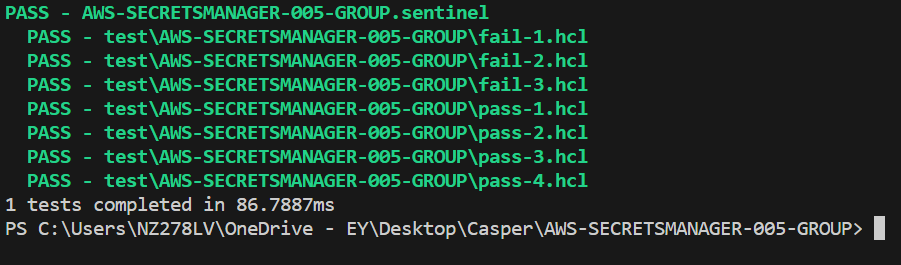 PASS - AWS-SECRETSMANAGER-005-GROUP.sentinel
PASS - test\AWS-SECRETSMANAGER-005-GROUP\fail-1.hcl
PASS - test\AWS-SECRETSMANAGER-005-GROUP\fail-2.hcl
PASS - test\AWS-SECRETSMANAGER-005-GROUP\fail-3.hcl
PASS - test\AWS-SECRETSMANAGER-005-GROUP\pass-1.hcl
PASS - test\AWS-SECRETSMANAGER-005-GROUP\pass-2.hcl
PASS - test\AWS-SECRETSMANAGER-005-GROUP\pass-3.hcl
PASS - test\AWS-SECRETSMANAGER-005-GROUP\pass-4.hcl
1 tests completed in 86.7887ms
PS C:\Users\NZ278LV\OneDrive - EY\Desktop\Casper\AWS-SECRETSMANAGER-005-GROUP>